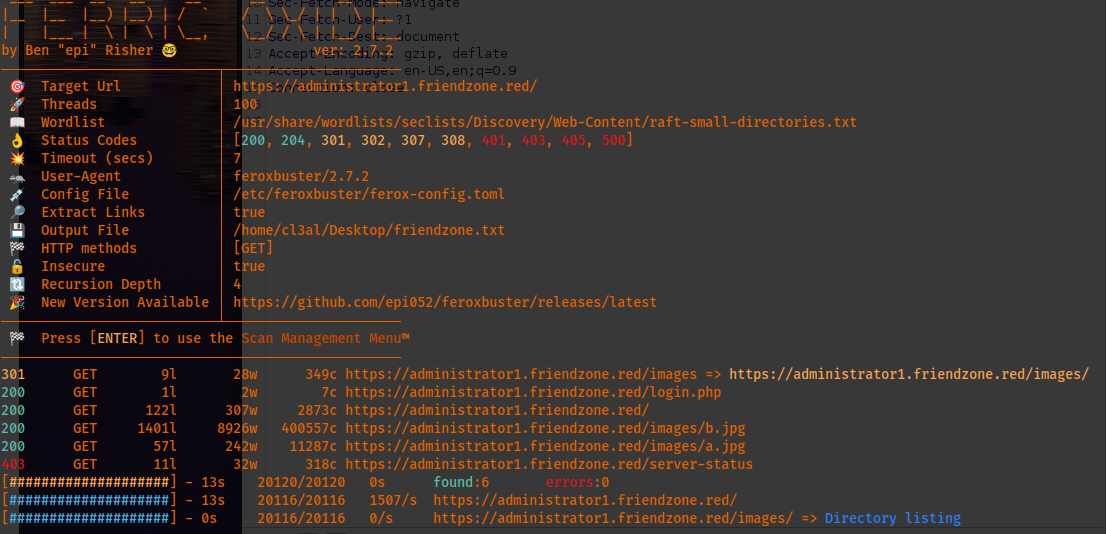 10 Sec-Fetch-Mode: navigate
|__ |__ |__) |__) | / ` / \ \_/ | | \ |__
11 Sec-Fetch-User: ?1
| |___ | \ | \ | \__, \__/ / \ | |__/ |___
12 Sec-Fetch-Dest: document
by Ben "epi" Risher 🤓 ver: 2.7.2
13 Accept-Encoding: gzip, deflate
14 Accept-Language: en-US,en;q=0.9
🎯 Target Url │ https://administrator1.friendzone.red/
🚀 Threads │ 100
📖 Wordlist │ /usr/share/wordlists/seclists/Discovery/Web-Content/raft-small-directories.txt
👌 Status Codes │ [200, 204, 301, 302, 307, 308, 401, 403, 405, 500]
💥 Timeout (secs) │ 7
🦡 User-Agent │ feroxbuster/2.7.2
💉 Config File │ /etc/feroxbuster/ferox-config.toml
🔎 Extract Links │ true
💾 Output File │ /home/cl3al/Desktop/friendzone.txt
🏁 HTTP methods │ [GET]
🔓 Insecure │ true
🔃 Recursion Depth │ 4
🎉 New Version Available │ https://github.com/epi052/feroxbuster/releases/latest
🏁 Press [ENTER] to use the Scan Management Menu™
301 GET 9l 28w 349c https://administrator1.friendzone.red/images => https://administrator1.friendzone.red/images/
200 GET 1l 2w 7c https://administrator1.friendzone.red/login.php
200 GET 122l 307w 2873c https://administrator1.friendzone.red/
200 GET 1401l 8926w 400557c https://administrator1.friendzone.red/images/b.jpg
200 GET 57l 242w 11287c https://administrator1.friendzone.red/images/a.jpg
403 GET 11l 32w 318c https://administrator1.friendzone.red/server-status
[####################] - 13s 20120/20120 0s found:6 errors:0
[####################] - 13s 20116/20116 1507/s https://administrator1.friendzone.red/
[####################] - 0s 20116/20116 0/s https://administrator1.friendzone.red/images/ => Directory listing